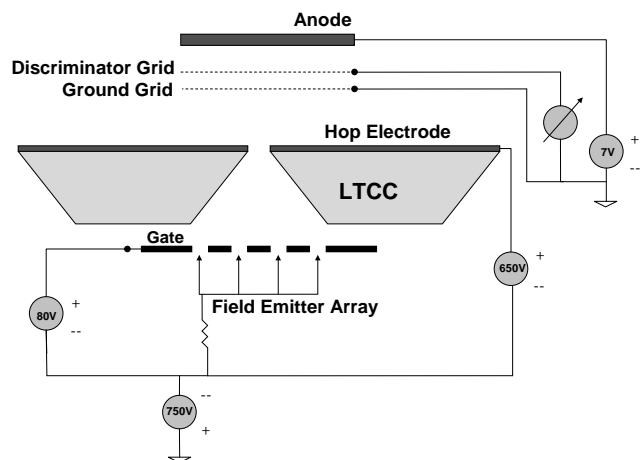 Anode
Discriminator Grid
Ground Grid
Hop Electrode
+
7V
--
LTCC
Gate
+
650V
--
Field Emitter Array
+
80V
--
--
750V
+